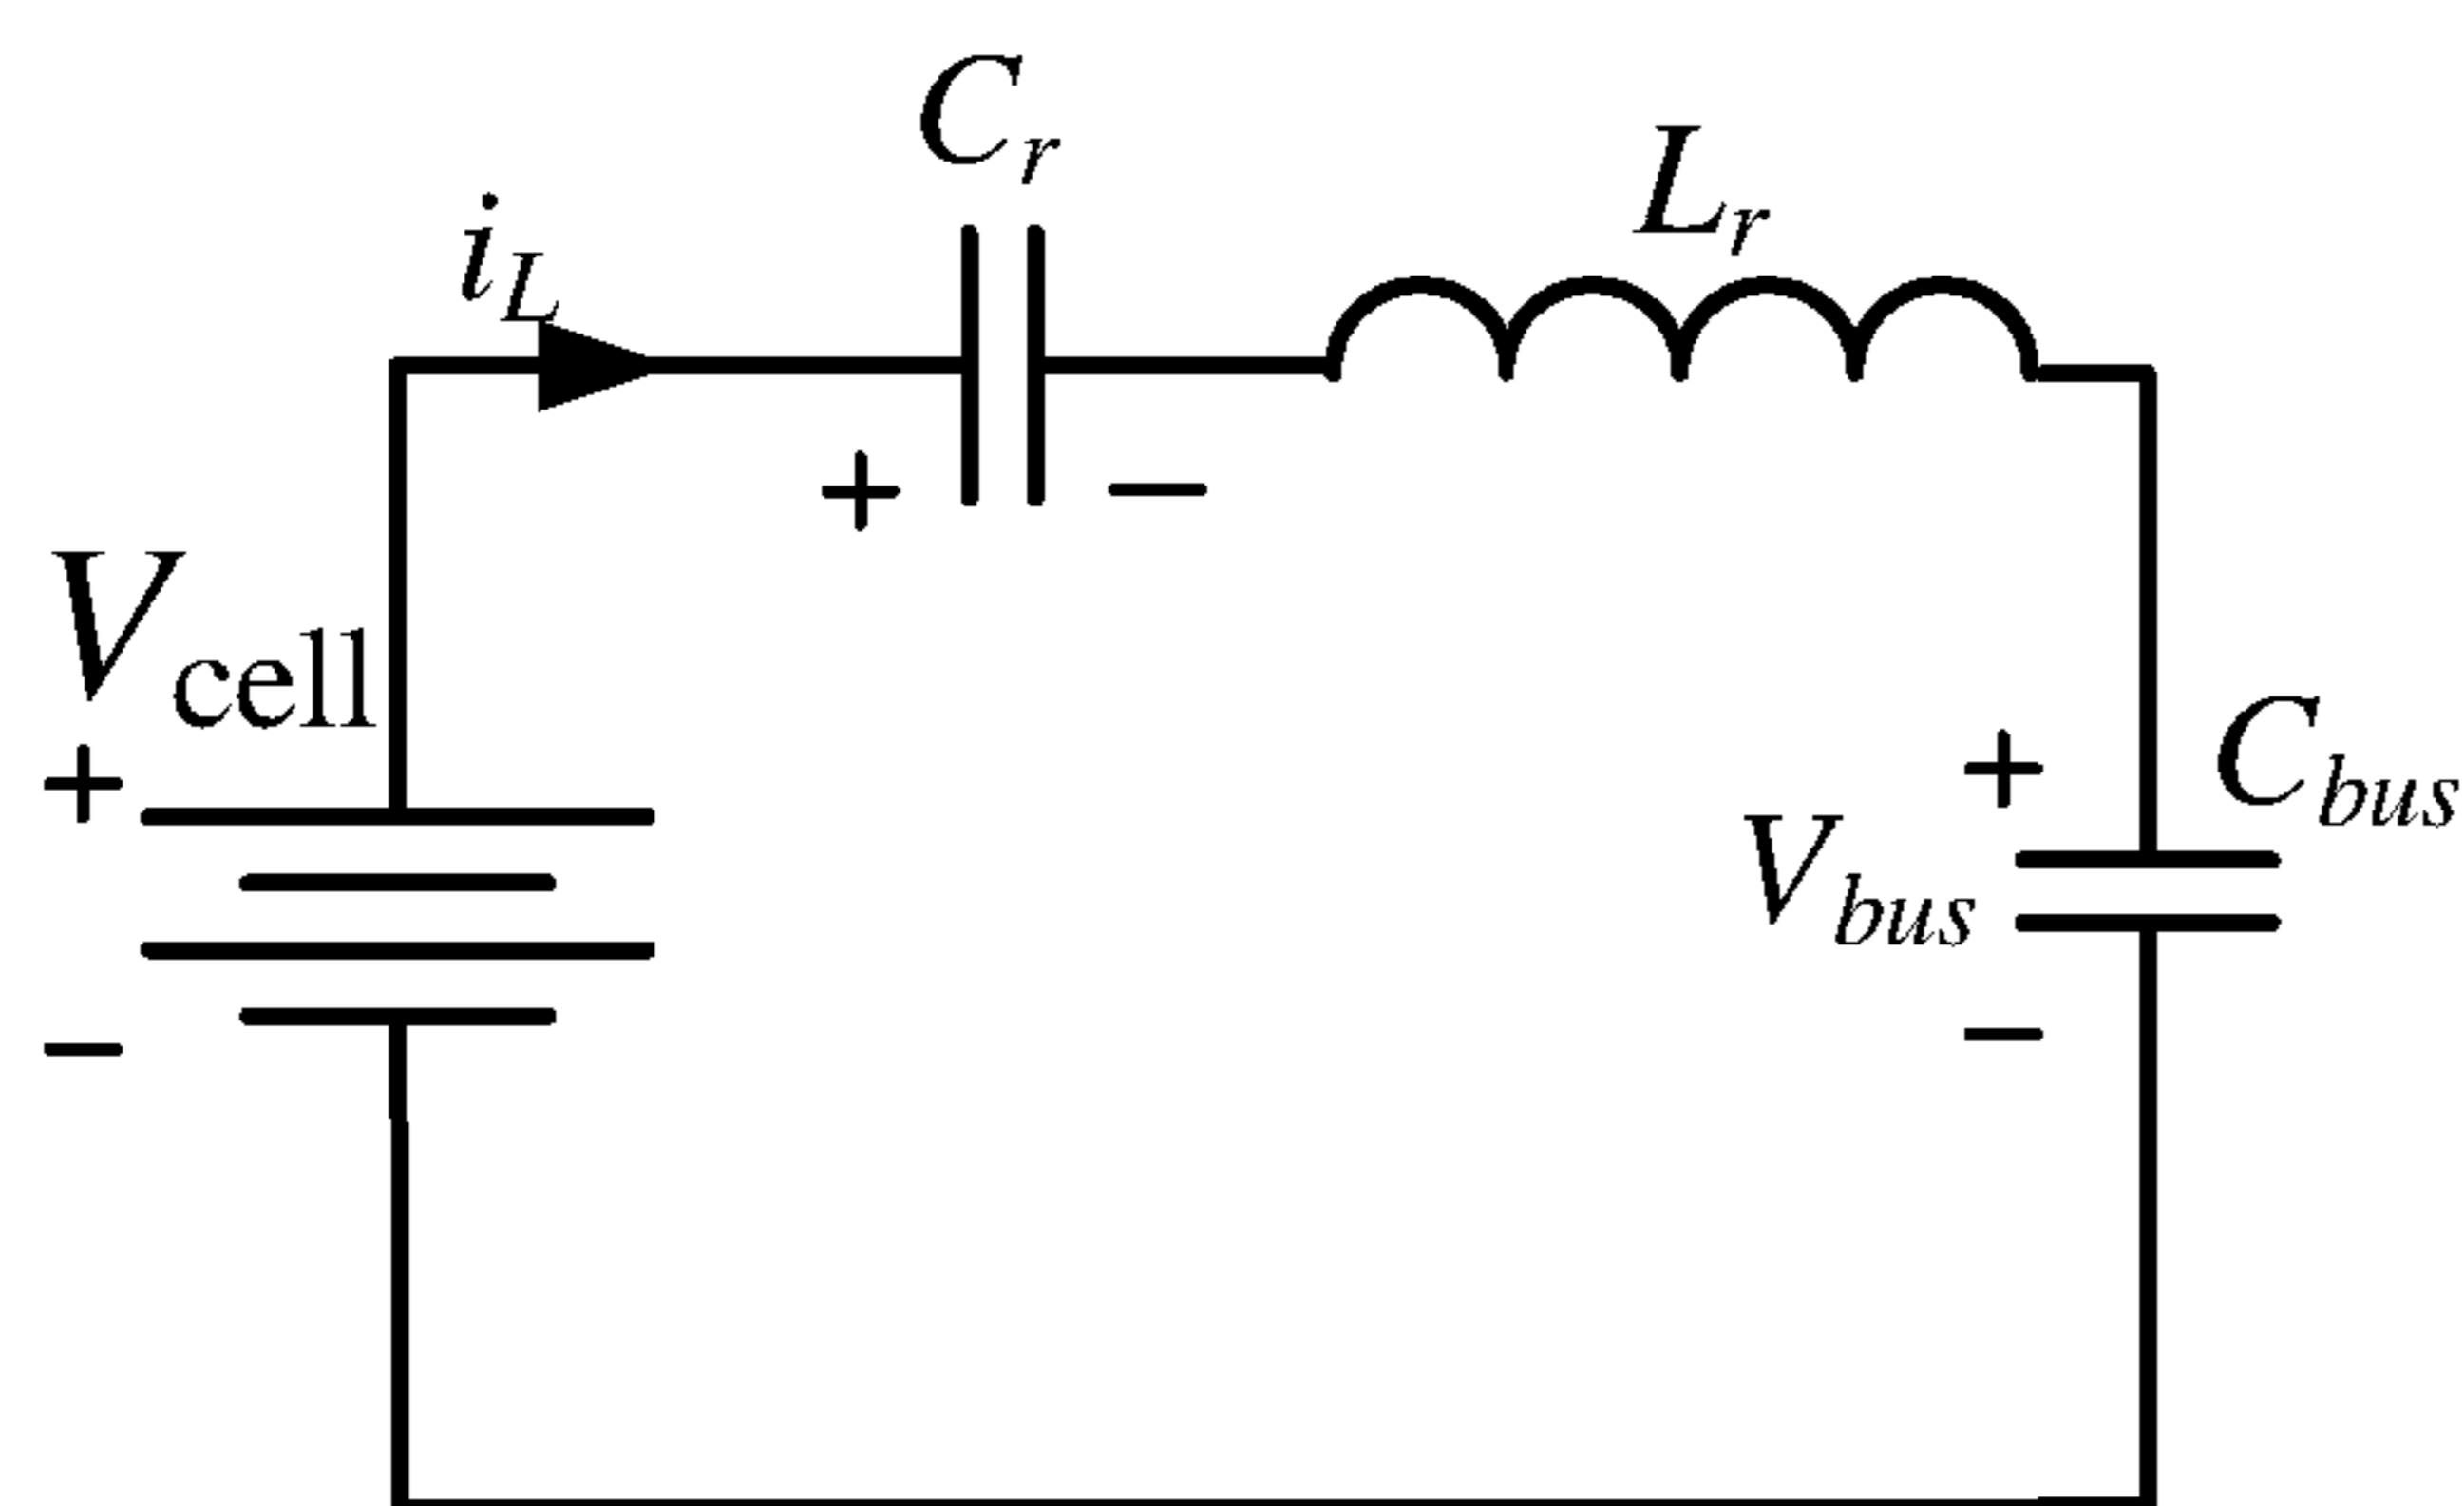 C_r
L_r
i_L
V_cell
+ −
+
−
+
−
V_bus
C_bus